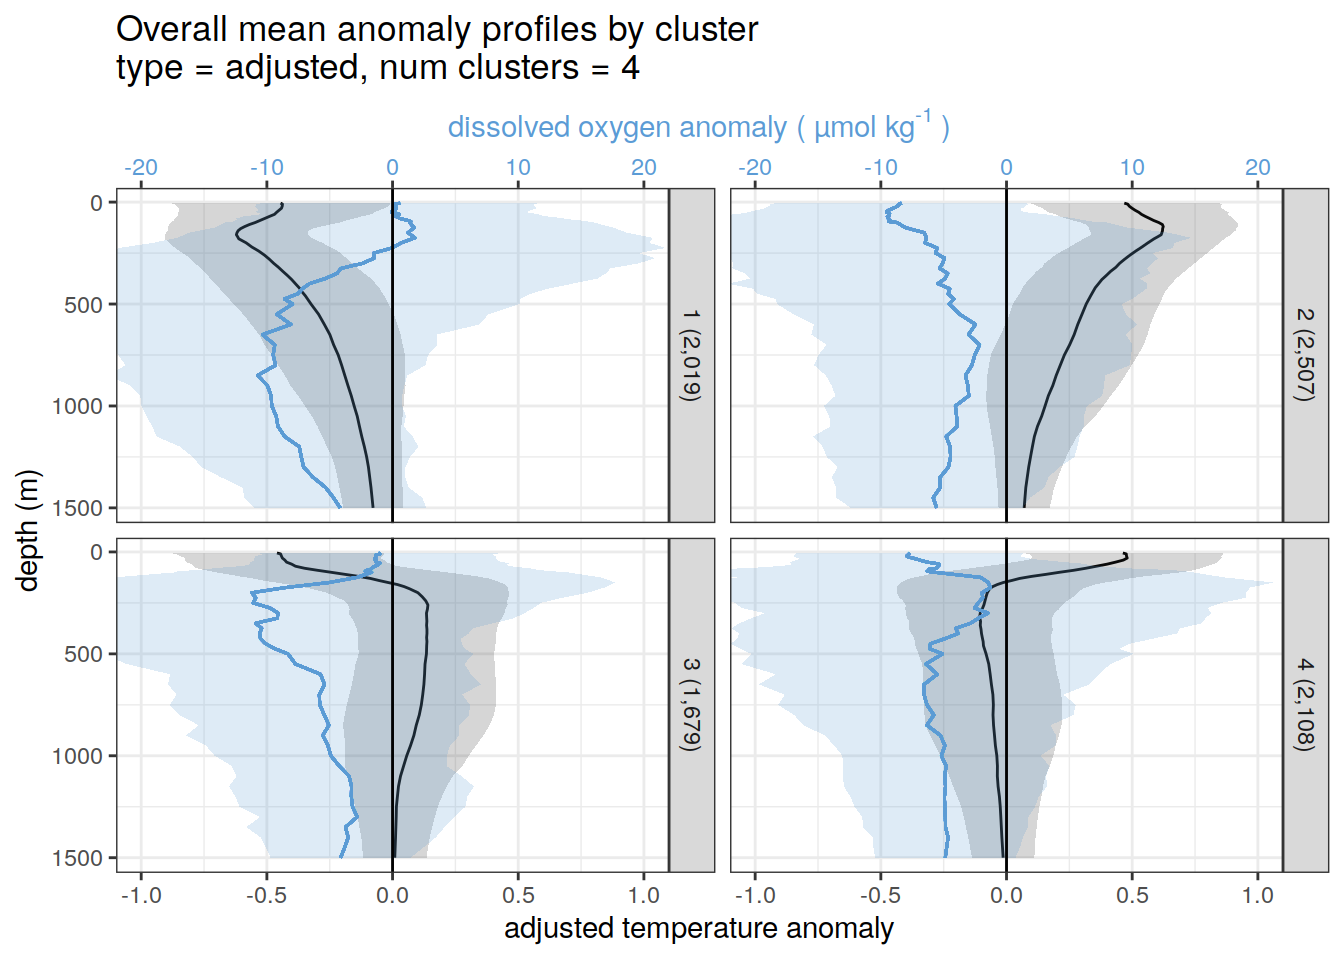 Overall mean anomaly profiles by cluster
type = adjusted, num clusters = 4
dissolved oxygen anomaly ( µmol kg⁻¹ )
-20 -10 0 10 20 -20 -10 0 10 20
0
500
1000
1500
1 (2,019)
2 (2,507)
0
500
1000
1500
3 (1,679)
4 (2,108)
depth (m)
-1.0 -0.5 0.0 0.5 1.0 -1.0 -0.5 0.0 0.5 1.0
adjusted temperature anomaly